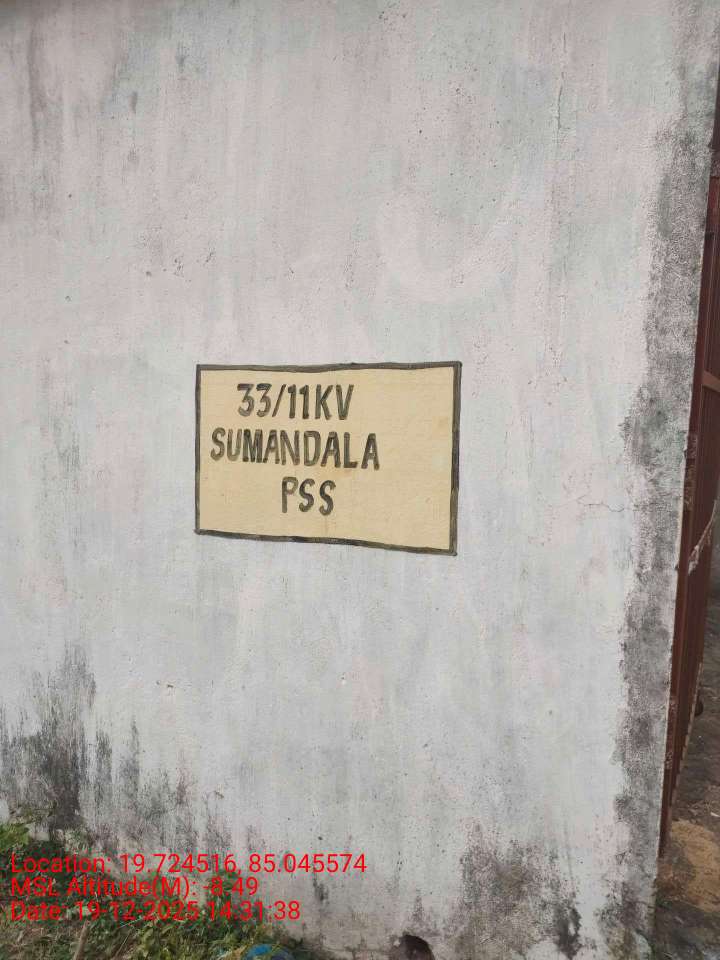 33/11KV
SUMANDALA
PSS
Location: 19.724516, 85.045574
MSL Altitude(M): -8.49
Date: 19-12-2025 14:31:38